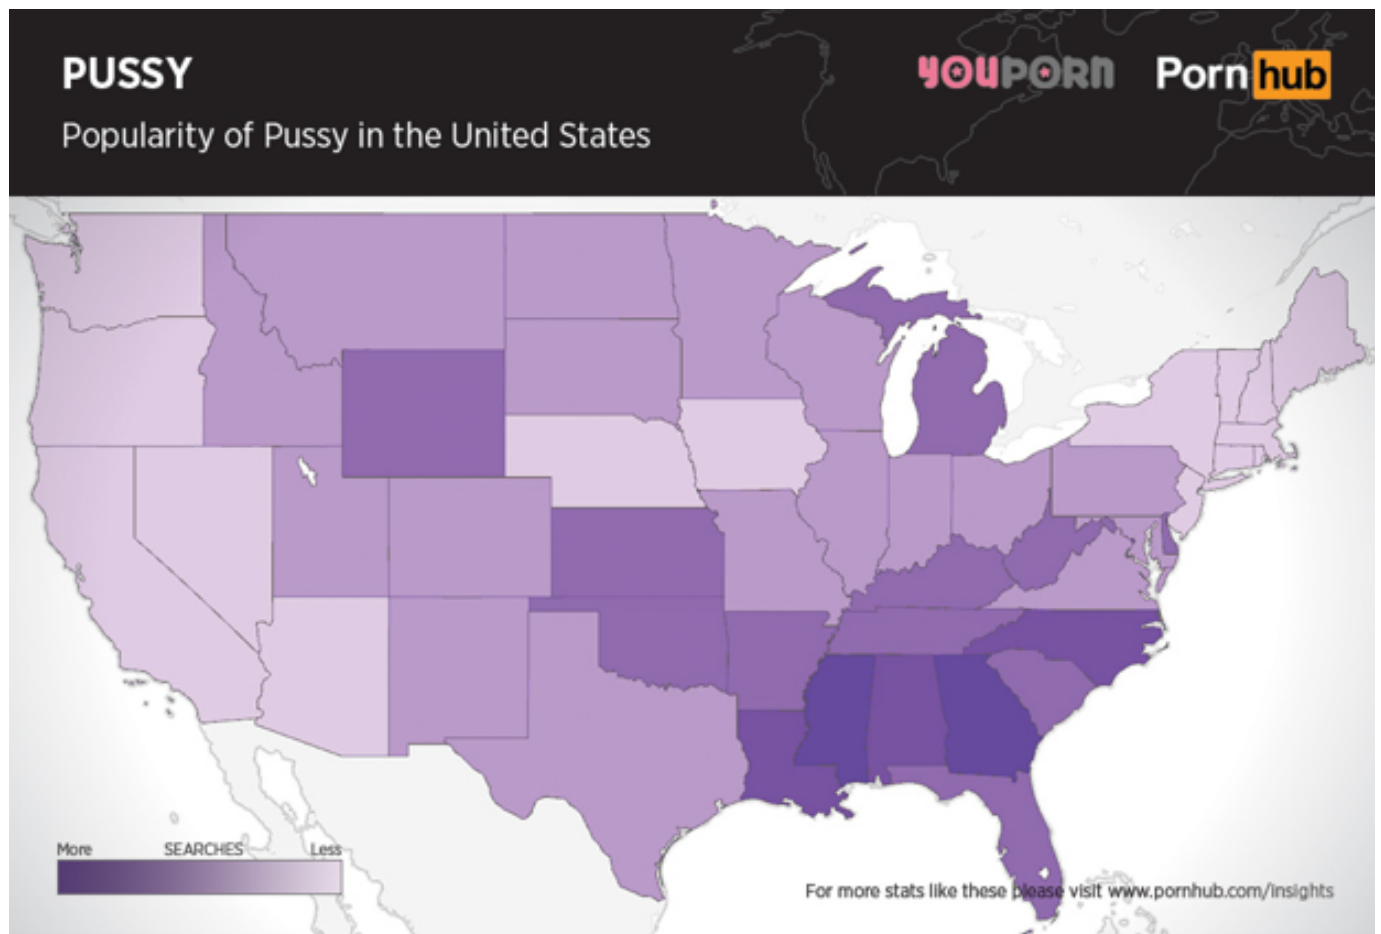 PUSSY
YOUPORN Pornhub
Popularity of Pussy in the United States
More SEARCHES Less
For more stats like these please visit www.pornhub.com/insights